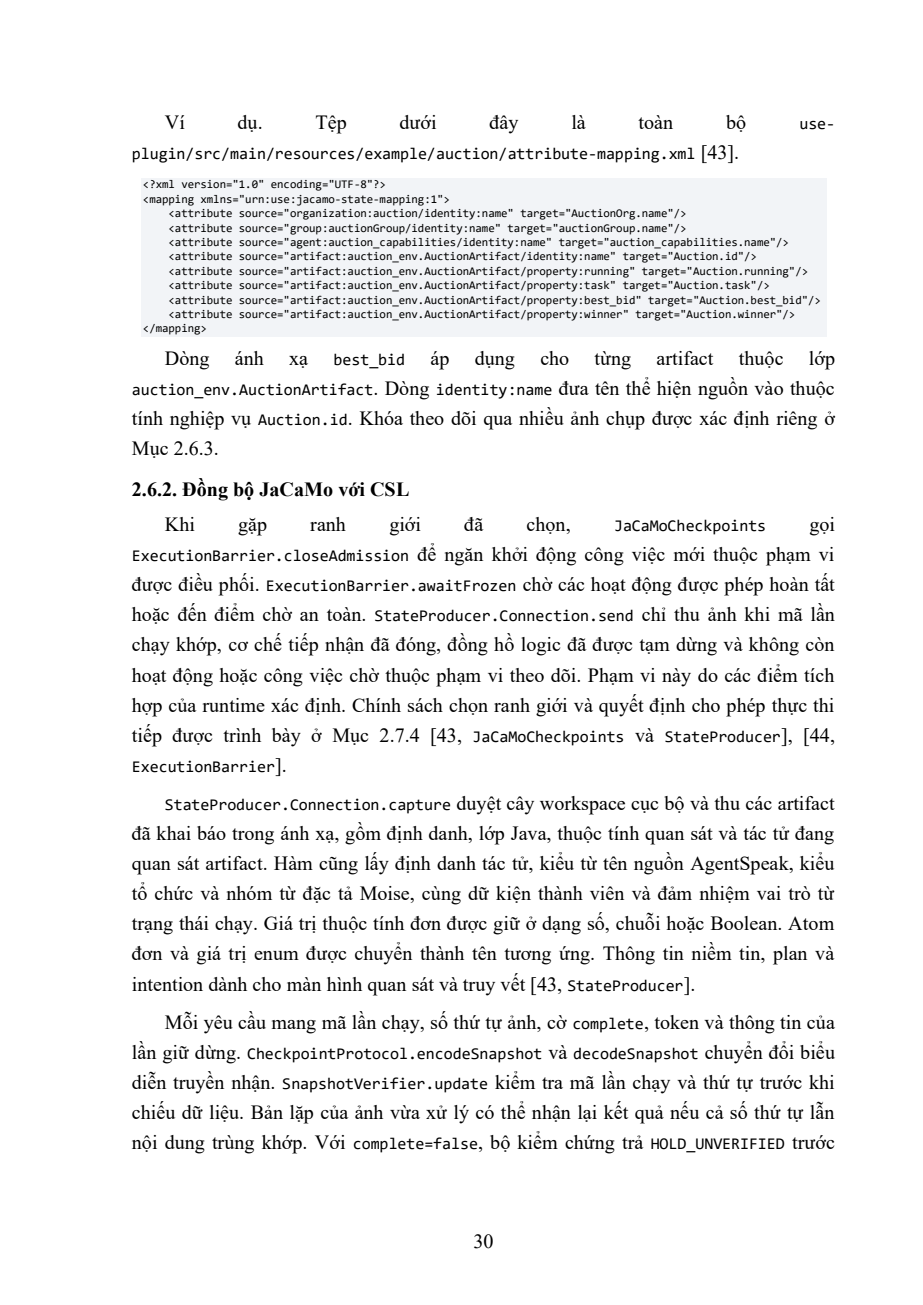 Ví dụ. Tệp dưới đây là toàn bộ use-
plugin/src/main/resources/example/auction/attribute-mapping.xml [43].
<?xml version="1.0" encoding="UTF-8"?>
<mapping xmlns="urn:use:jacamo-state-mapping:1">
    <attribute source="organization:auction/identity:name" target="AuctionOrg.name"/>
    <attribute source="group:auctionGroup/identity:name" target="auctionGroup.name"/>
    <attribute source="agent:auction_capabilities/identity:name" target="auction_capabilities.name"/>
    <attribute source="artifact:auction_env.AuctionArtifact/identity:name" target="Auction.id"/>
    <attribute source="artifact:auction_env.AuctionArtifact/property:running" target="Auction.running"/>
    <attribute source="artifact:auction_env.AuctionArtifact/property:task" target="Auction.task"/>
    <attribute source="artifact:auction_env.AuctionArtifact/property:best_bid" target="Auction.best_bid"/>
    <attribute source="artifact:auction_env.AuctionArtifact/property:winner" target="Auction.winner"/>
</mapping>
Dòng ánh xạ best_bid áp dụng cho từng artifact thuộc lớp
auction_env.AuctionArtifact. Dòng identity:name đưa tên thể hiện nguồn vào thuộc
tính nghiệp vụ Auction.id. Khóa theo dõi qua nhiều ảnh chụp được xác định riêng ở
Mục 2.6.3.
2.6.2. Đồng bộ JaCaMo với CSL
Khi gặp ranh giới đã chọn, JaCaMoCheckpoints gọi
ExecutionBarrier.closeAdmission để ngăn khởi động công việc mới thuộc phạm vi
được điều phối. ExecutionBarrier.awaitFrozen chờ các hoạt động được phép hoàn tất
hoặc đến điểm chờ an toàn. StateProducer.Connection.send chỉ thu ảnh khi mã lần
chạy khớp, cơ chế tiếp nhận đã đóng, đồng hồ logic đã được tạm dừng và không còn
hoạt động hoặc công việc chờ thuộc phạm vi theo dõi. Phạm vi này do các điểm tích
hợp của runtime xác định. Chính sách chọn ranh giới và quyết định cho phép thực thi
tiếp được trình bày ở Mục 2.7.4 [43, JaCaMoCheckpoints và StateProducer], [44,
ExecutionBarrier].
StateProducer.Connection.capture duyệt cây workspace cục bộ và thu các artifact
đã khai báo trong ánh xạ, gồm định danh, lớp Java, thuộc tính quan sát và tác tử đang
quan sát artifact. Hàm cũng lấy định danh tác tử, kiểu từ tên nguồn AgentSpeak, kiểu
tổ chức và nhóm từ đặc tả Moise, cùng dữ kiện thành viên và đảm nhiệm vai trò từ
trạng thái chạy. Giá trị thuộc tính đơn được giữ ở dạng số, chuỗi hoặc Boolean. Atom
đơn và giá trị enum được chuyển thành tên tương ứng. Thông tin niềm tin, plan và
intention dành cho màn hình quan sát và truy vết [43, StateProducer].
Mỗi yêu cầu mang mã lần chạy, số thứ tự ảnh, cờ complete, token và thông tin của
lần giữ dừng. CheckpointProtocol.encodeSnapshot và decodeSnapshot chuyển đổi biểu
diễn truyền nhận. SnapshotVerifier.update kiểm tra mã lần chạy và thứ tự trước khi
chiếu dữ liệu. Bản lặp của ảnh vừa xử lý có thể nhận lại kết quả nếu cả số thứ tự lẫn
nội dung trùng khớp. Với complete=false, bộ kiểm chứng trả HOLD_UNVERIFIED trước
30